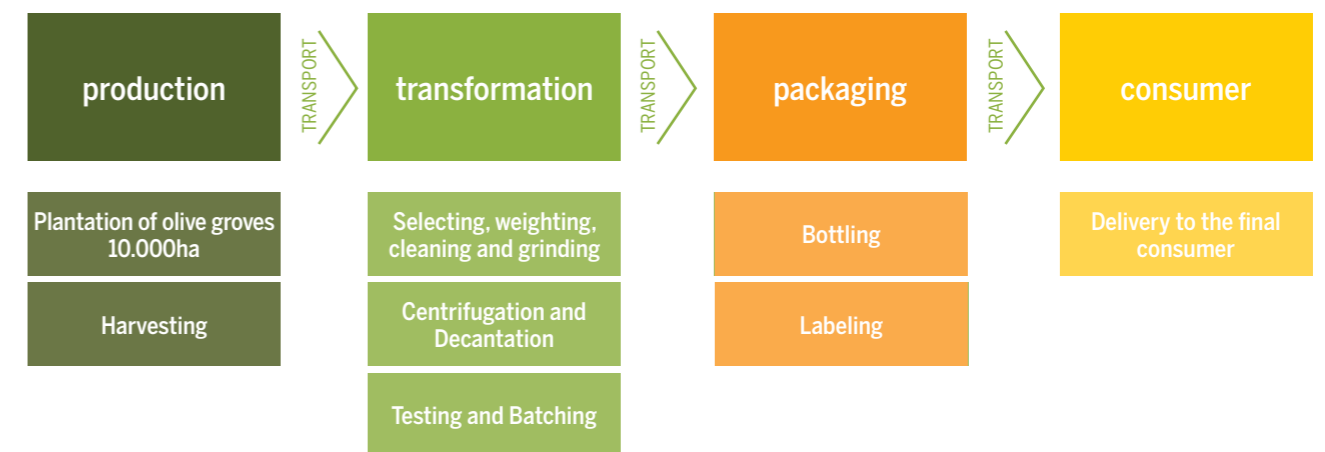 production
TRANSPORT
transformation
TRANSPORT
packaging
TRANSPORT
consumer
Plantation of olive groves
10.000ha
Harvesting
Selecting, weighting,
cleaning and grinding
Centrifugation and
Decantation
Testing and Batching
Bottling
Labeling
Delivery to the final
consumer